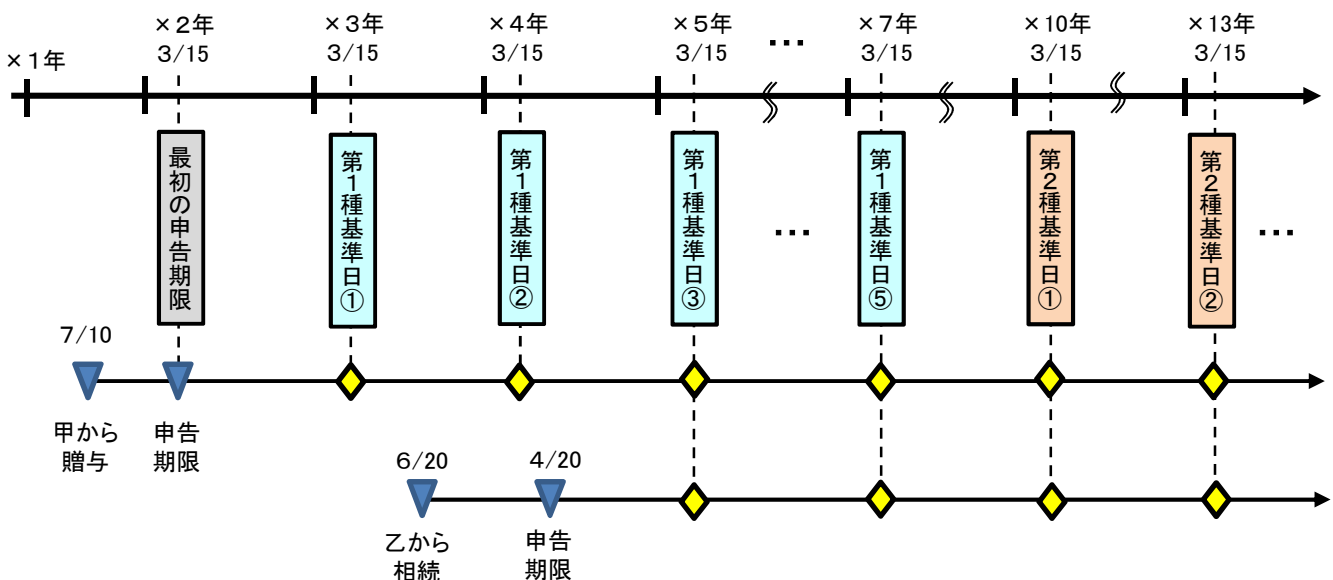 ×1年
×2年
3/15
×3年
3/15
×4年
3/15
×5年
3/15
…
×7年
3/15
×10年
3/15
×13年
3/15
最初の申告期限
第1種基準日①
第1種基準日②
第1種基準日③
…
第1種基準日⑤
第2種基準日①
第2種基準日②
…
7/10
甲から
贈与
申告
期限
6/20
4/20
乙から
相続
申告
期限